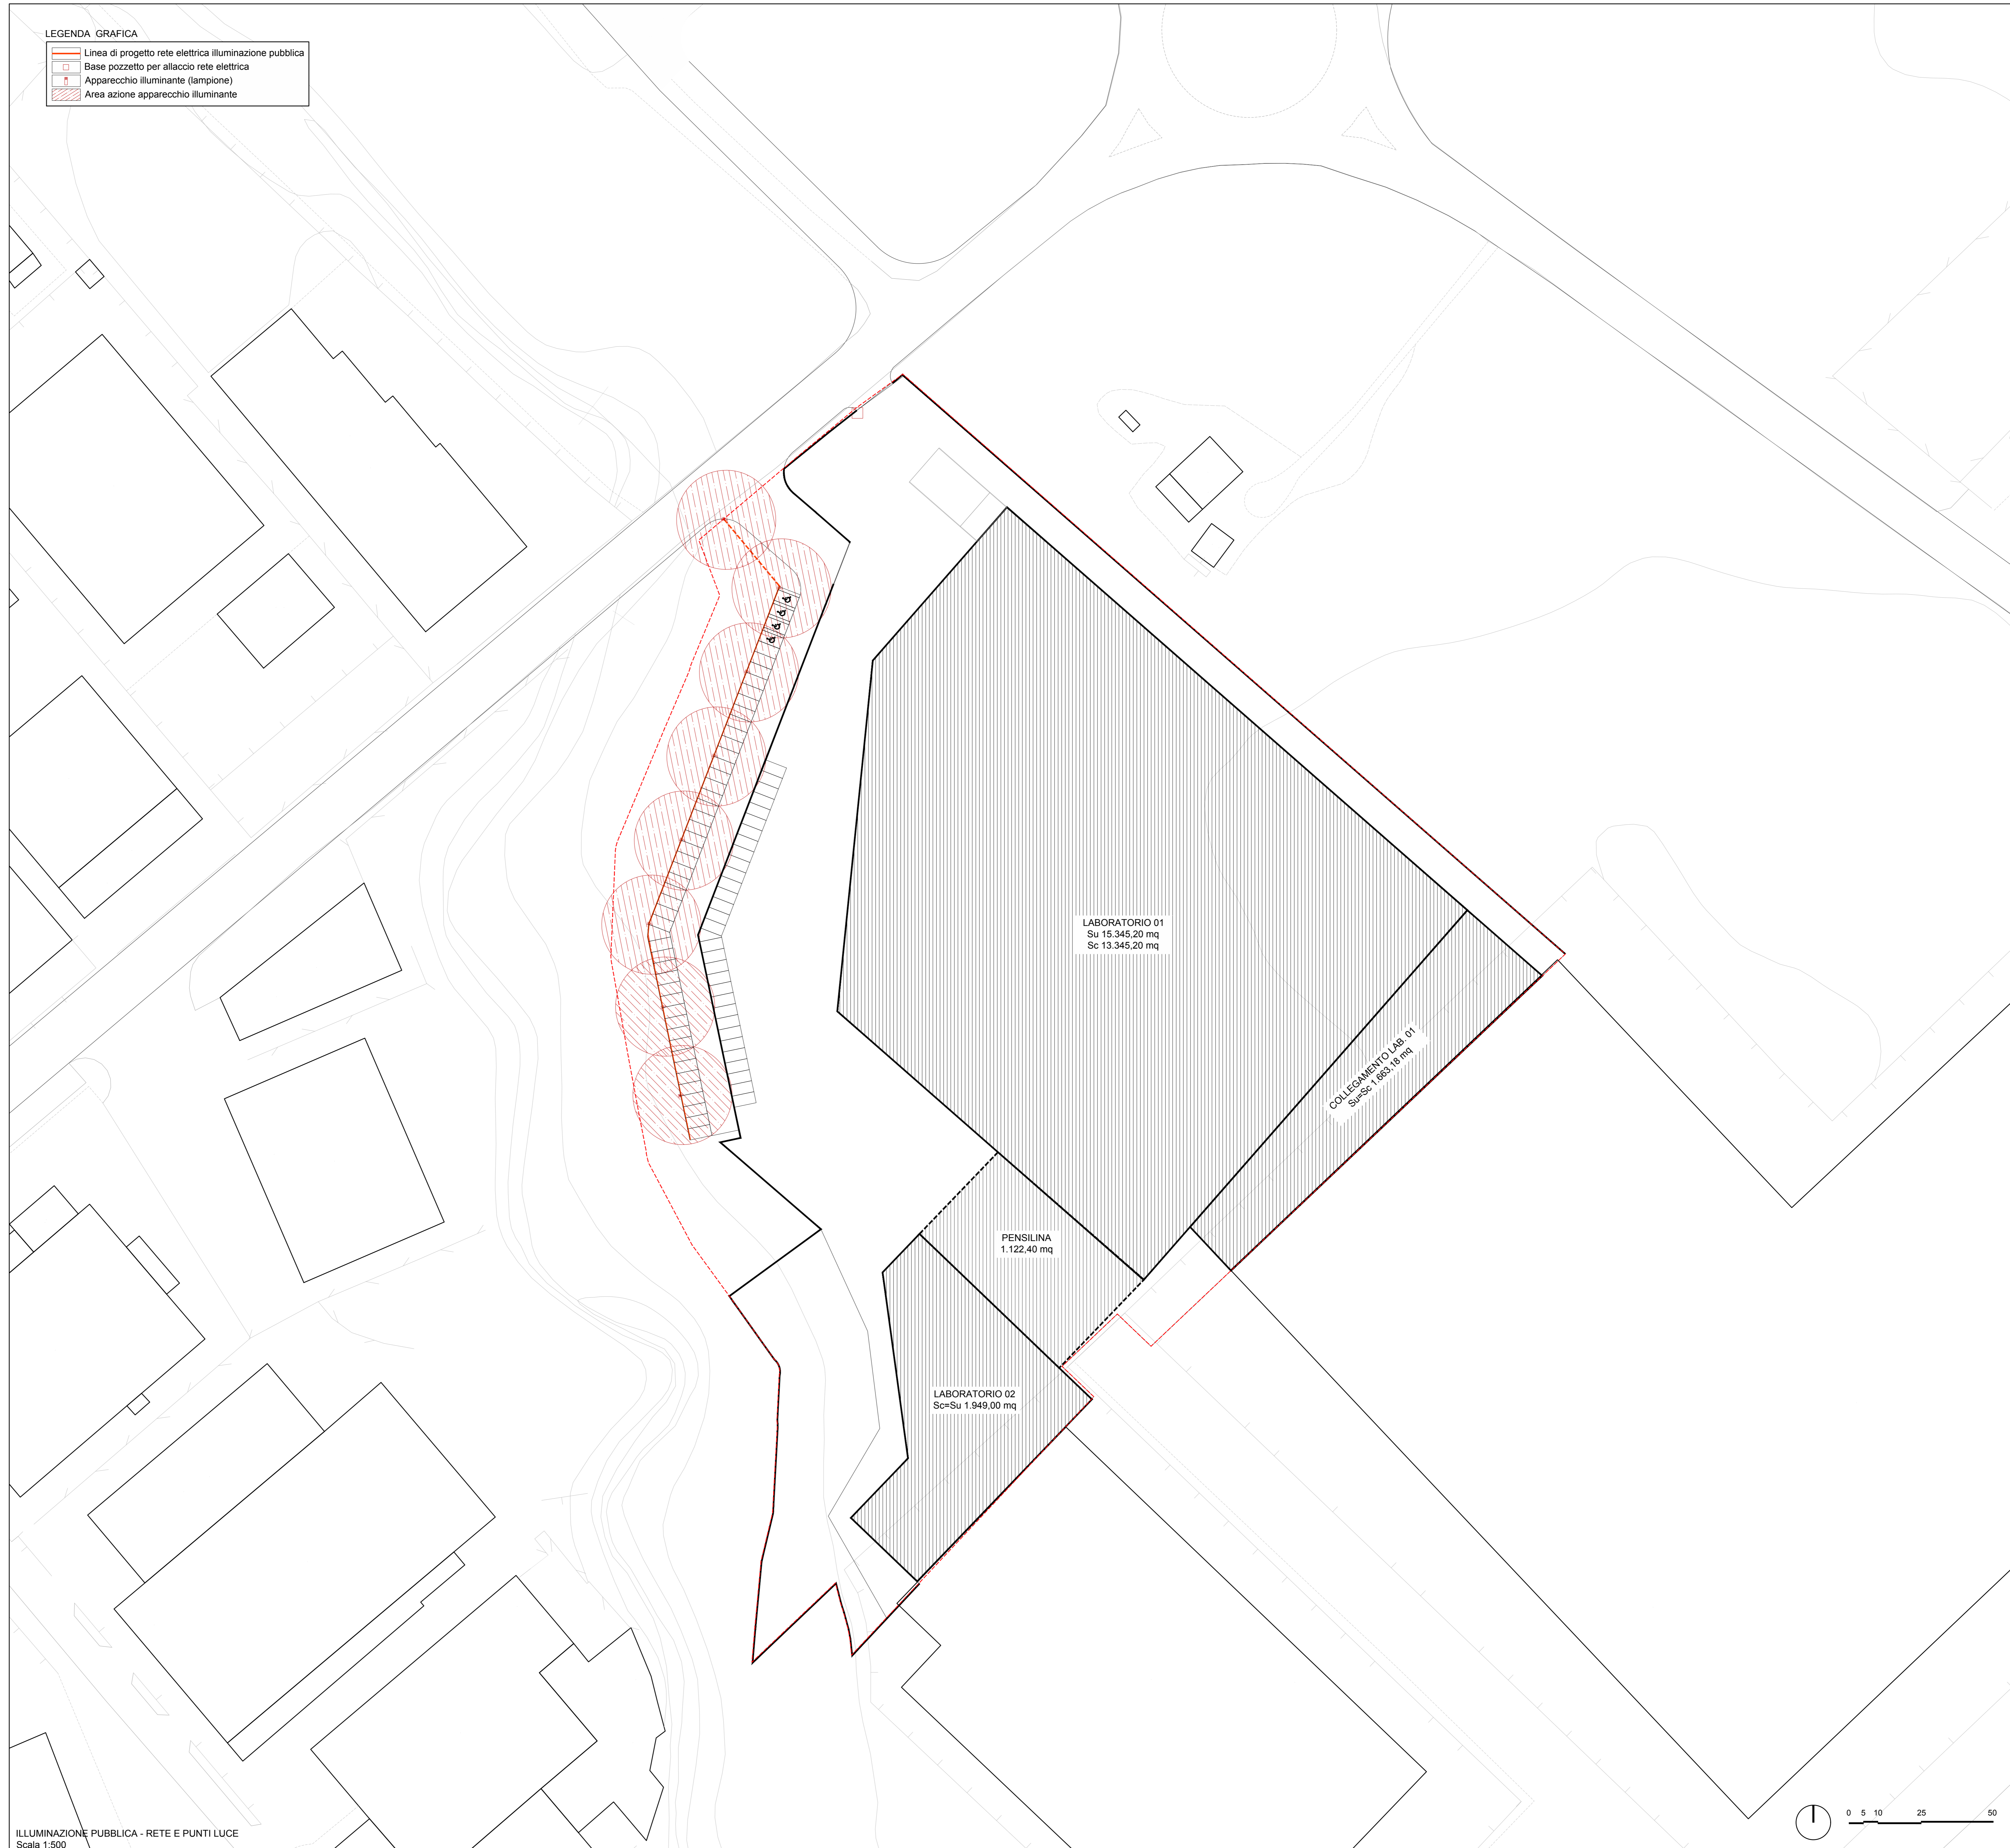 LEGENDA GRAFICA
Linea di progetto rete elettrica illuminazione pubblica
Base pozzetto per allaccio rete elettrica
Apparecchio illuminante (lampione)
Area azione apparecchio illuminante
LABORATORIO 01
Su 15.345,20 mq
Sc 13.345,20 mq
COLLEGAMENTO LAB. 01
Su=Sc 1.663,18 mq
PENSILINA
1.122,40 mq
LABORATORIO 02
Sc=Su 1.949,00 mq
ILLUMINAZIONE PUBBLICA - RETE E PUNTI LUCE
Scala 1:500
0 5 10 25 50